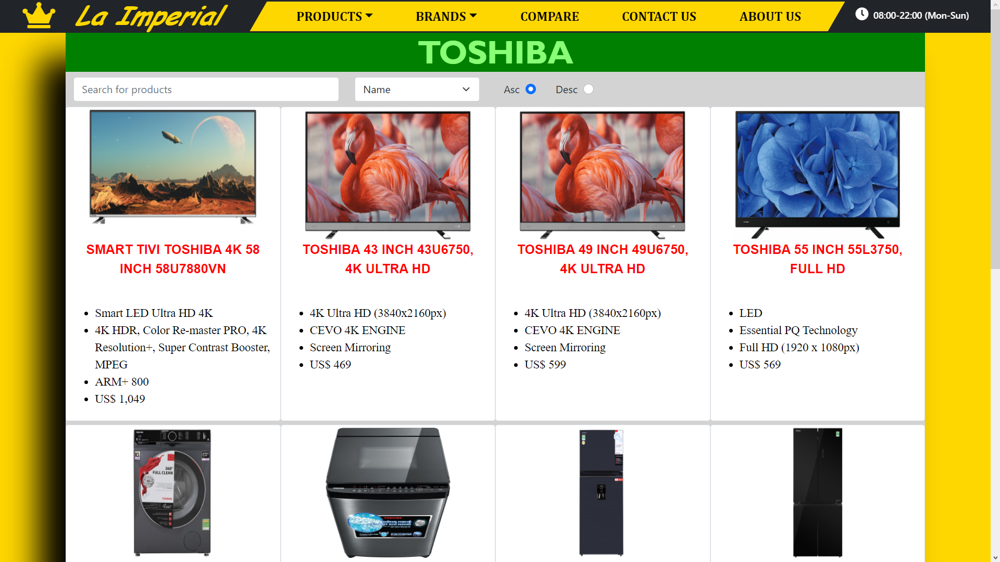 La Imperial
PRODUCTS
BRANDS
COMPARE
CONTACT US
ABOUT US
08:00-22:00 (Mon-Sun)
TOSHIBA
Search for products
Name
Asc
Desc
SMART TIVI TOSHIBA 4K 58
INCH 58U7880VN
Smart LED Ultra HD 4K
4K HDR, Color Re-master PRO, 4K
Resolution+, Super Contrast Booster,
MPEG
ARM+ 800
US$ 1,049
TOSHIBA 43 INCH 43U6750,
4K ULTRA HD
4K Ultra HD (3840x2160px)
CEVO 4K ENGINE
Screen Mirroring
US$ 469
TOSHIBA 49 INCH 49U6750,
4K ULTRA HD
4K Ultra HD (3840x2160px)
CEVO 4K ENGINE
Screen Mirroring
US$ 599
TOSHIBA 55 INCH 55L3750,
FULL HD
LED
Essential PQ Technology
Full HD (1920 x 1080px)
US$ 569
360°
FULL CLEAN
TOSHIBA
TOSHIBA